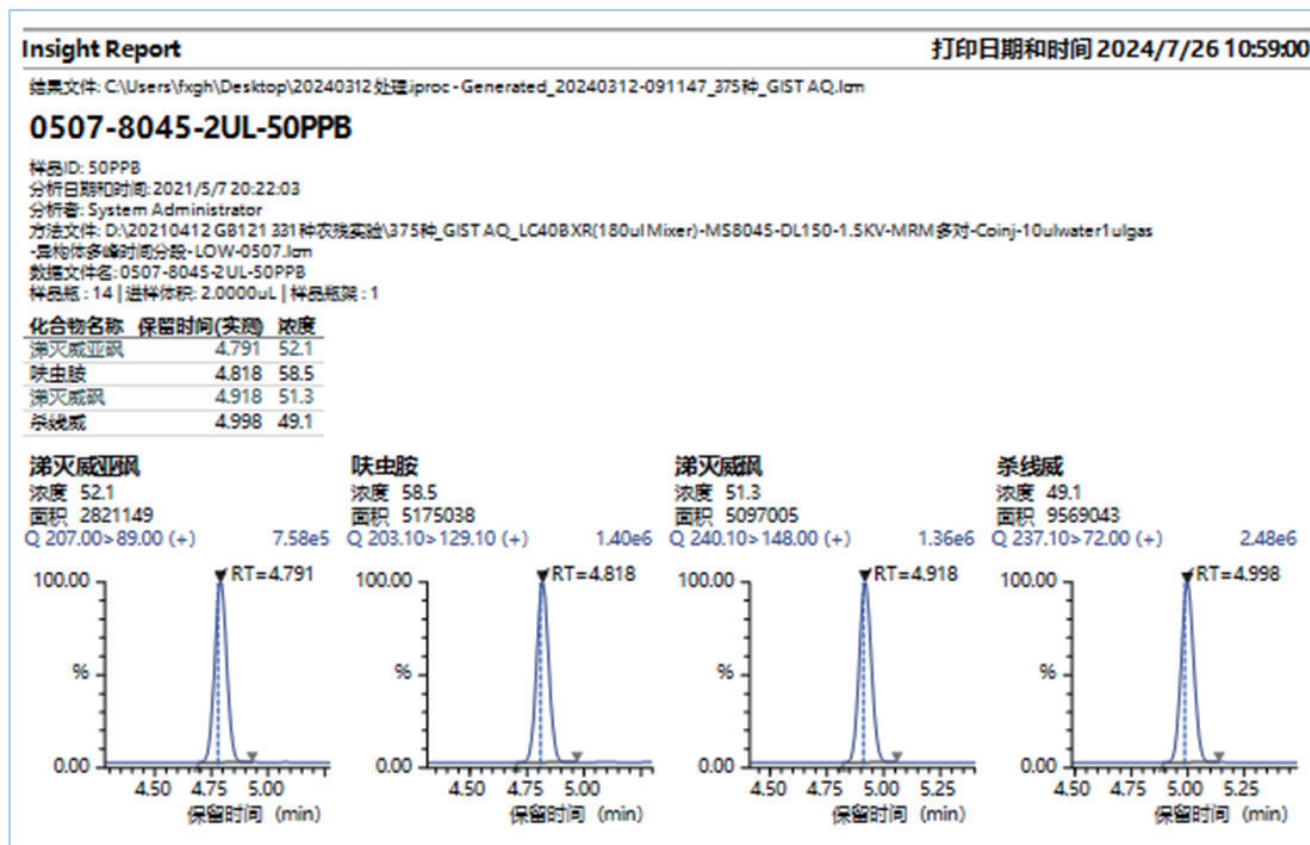 Insight Report 打印日期和时间 2024/7/26 10:59:00
结果文件: C:\Users\fxgh\Desktop\20240312处理.iproc - Generated_20240312-091147_375种_GIST AQ.lcm
0507-8045-2UL-50PPB
样品ID: 50PPB
分析日期和时间: 2021/5/7 20:22:03
分析者: System Administrator
方法文件: D:\20210412 GB121 331种农残实验\375种_GIST AQ_LC40BXR(180ulMixer)-MS8045-DL150-1.5KV-MRM多对-Coinj-10ulwater1ulgas
-异构体多峰时间分段-LOW-0507.lcm
数据文件名: 0507-8045-2UL-50PPB
样品瓶 : 14 | 进样体积: 2.0000uL | 样品瓶架 : 1
化合物名称 保留时间(实测) 浓度
涕灭威亚砜 4.791 52.1
呋虫胺 4.818 58.5
涕灭威砜 4.918 51.3
杀线威 4.998 49.1
涕灭威亚砜 呋虫胺 涕灭威砜 杀线威
浓度 52.1 浓度 58.5 浓度 51.3 浓度 49.1
面积 2821149 面积 5175038 面积 5097005 面积 9569043
Q 207.00>89.00 (+) 7.58e5 Q 203.10>129.10 (+) 1.40e6 Q 240.10>148.00 (+) 1.36e6 Q 237.10>72.00 (+) 2.48e6
100.00 RT=4.791 100.00 RT=4.818 100.00 RT=4.918 100.00 RT=4.998
% % % %
0.00 0.00 0.00 0.00
4.50 4.75 5.00 4.50 4.75 5.00 4.50 4.75 5.00 5.25 4.50 4.75 5.00 5.25
保留时间 (min) 保留时间 (min) 保留时间 (min) 保留时间 (min)